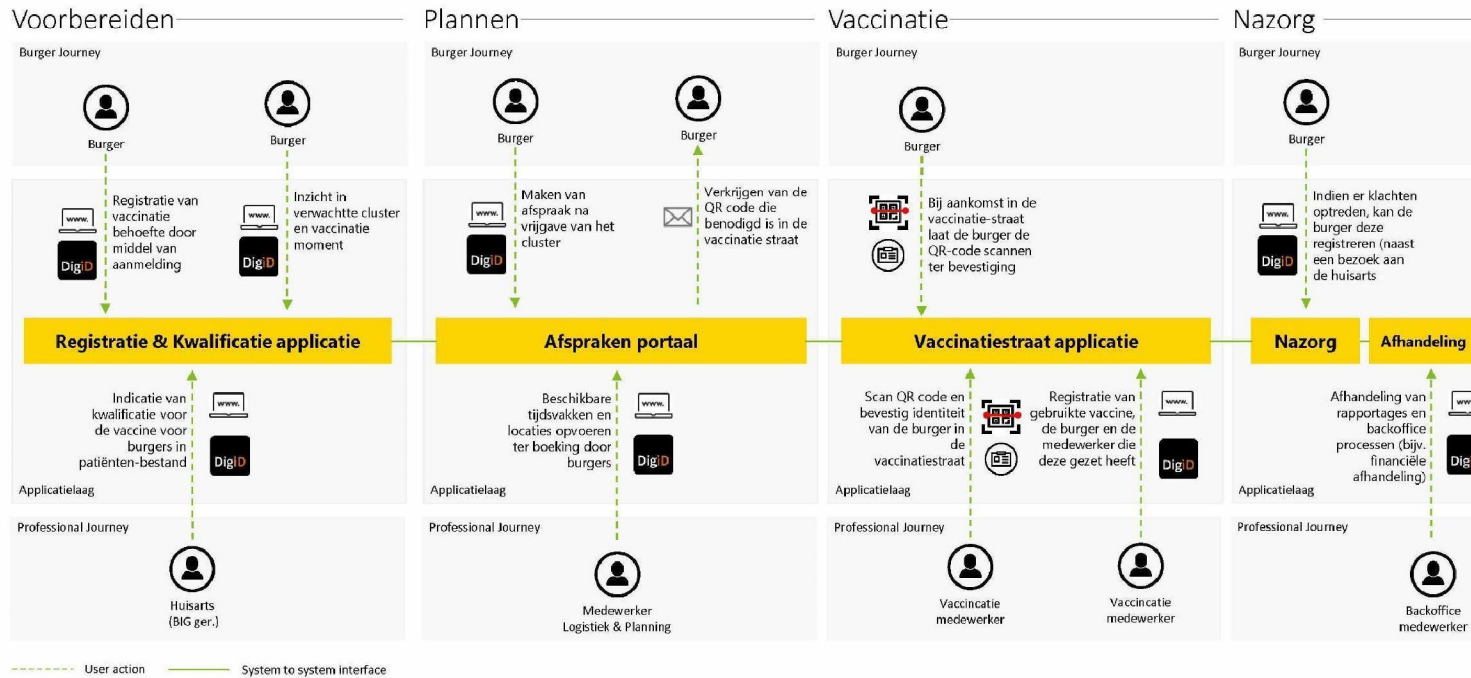 Voorbereiden
Burger Journey
Burger
Burger
www.
DigiD
Registratie van
vaccinatie
behoefte door
middel van
aanmelding
www.
DigiD
Inzicht in
verwachtte cluster
en vaccinatie
moment
Registratie & Kwalificatie applicatie
Indicatie van
kwalificatie voor
de vaccine voor
burgers in
patiënten-bestand
www.
DigiD
Applicatielaag
Professional Journey
Huisarts
(BIG ger.)
Plannen
Burger Journey
Burger
Burger
www.
DigiD
Maken van
afspraak na
vrijgave van het
cluster
Verkrijgen van de
QR code die
benodigd is in de
vaccinatie straat
Afspraken portaal
Beschikbare
tijdsvakken en
locaties opvoeren
ter boeking door
burgers
www.
DigiD
Applicatielaag
Professional Journey
Medewerker
Logistiek & Planning
Vaccinatie
Burger Journey
Burger
Bij aankomst in de
vaccinatie-straat
laat de burger de
QR-code scannen
ter bevestiging
Vaccinatiestraat applicatie
Scan QR code en
bevestig identiteit
van de burger in
de
vaccinatiestraat
Registratie van
gebruikte vaccine,
de burger en de
medewerker die
deze gezet heeft
www.
DigiD
Applicatielaag
Professional Journey
Vaccincatie
medewerker
Vaccincatie
medewerker
Nazorg
Burger Journey
Burger
www.
DigiD
Indien er klachten
optreden, kan de
burger deze
registreren (naast
een bezoek aan
de huisarts
Nazorg
Afhandeling
Afhandeling van
rapportages en
backoffice
processen (bijv.
financiële
afhandeling)
Applicatielaag
Professional Journey
Backoffice
medewerker
User action
System to system interface